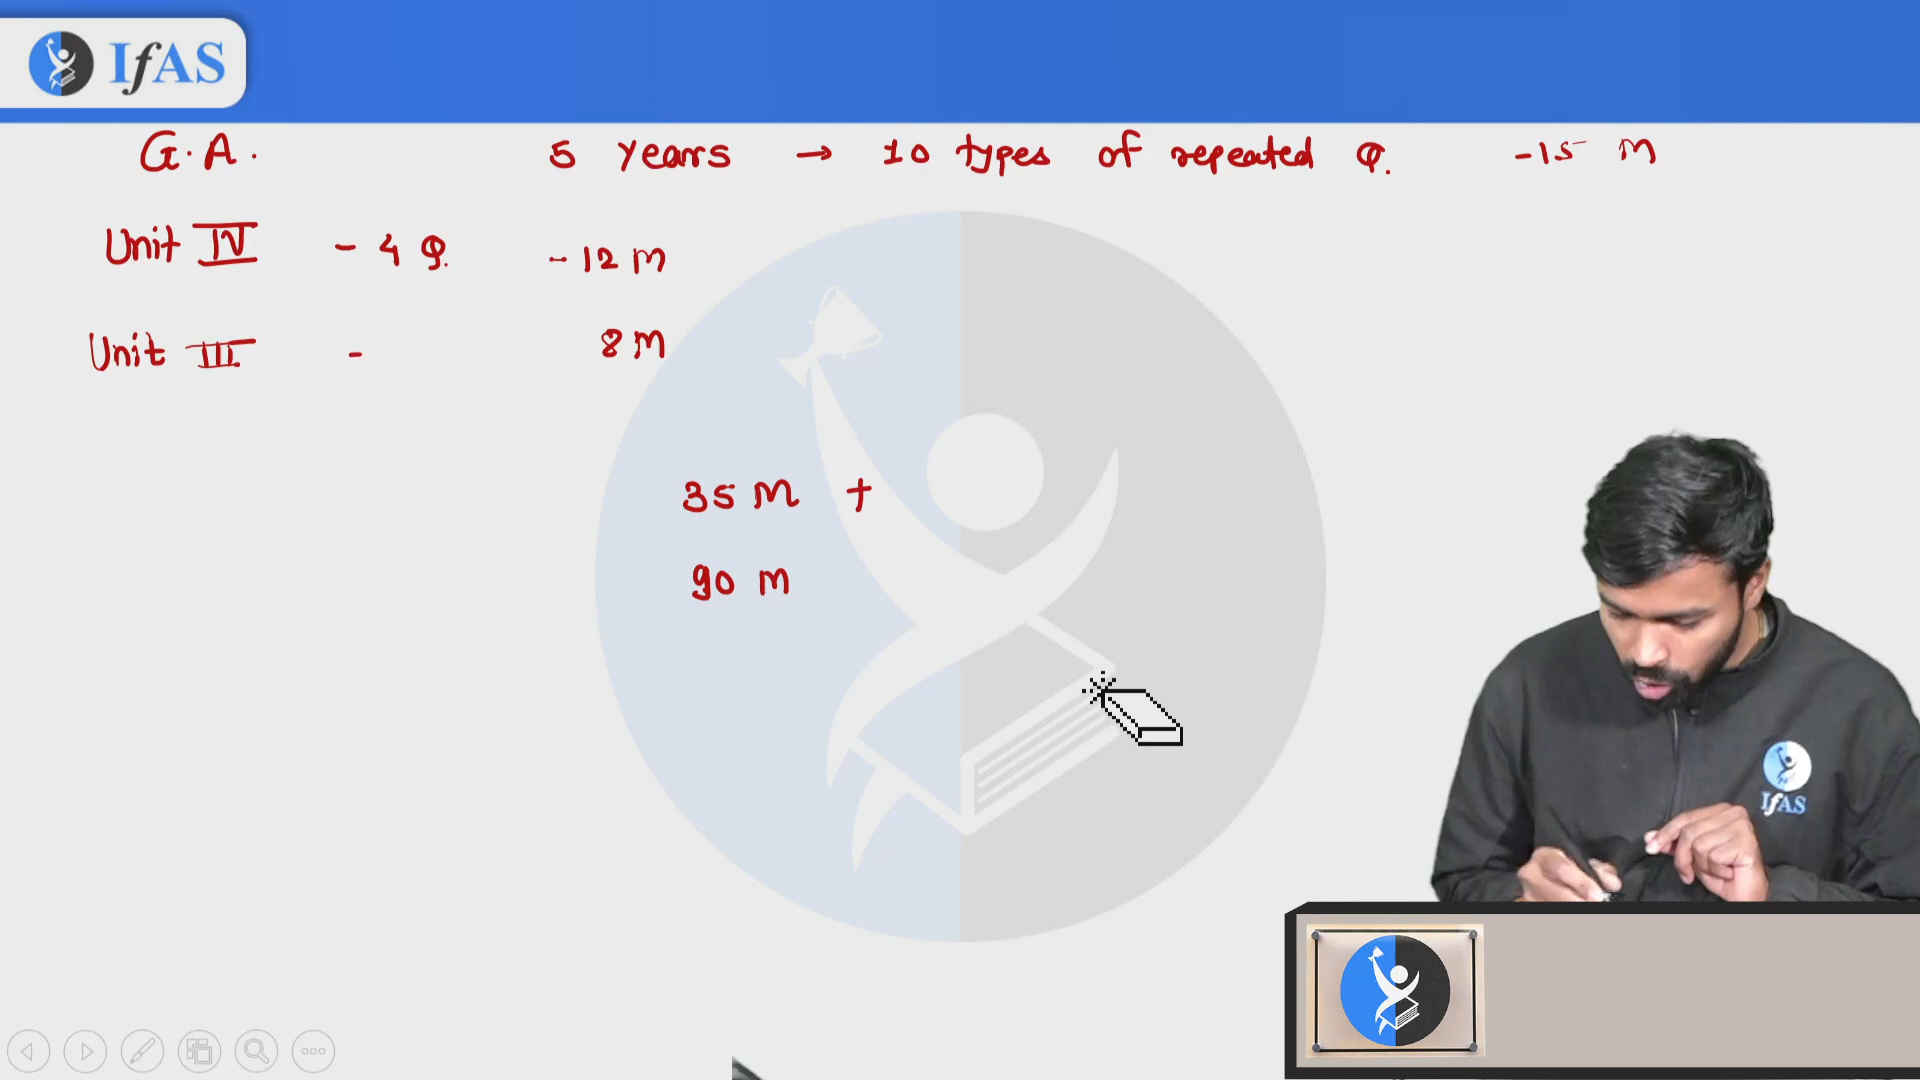 IfAS
G.A. 5 years → 10 types of repeated Q. -15 M
Unit IV - 4 Q. - 12 M
Unit III - 8 M
35 M +
90 M
IfAS